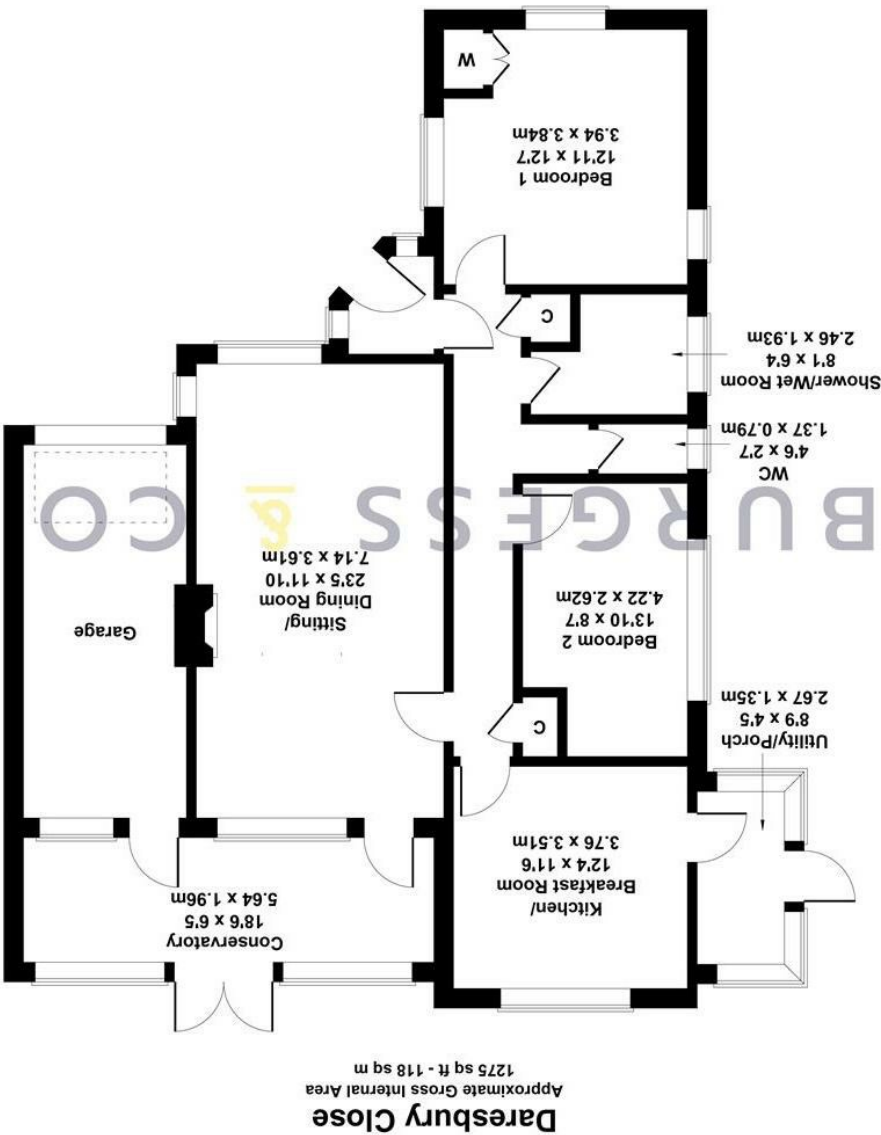 Daresbury Close
Approximate Gross Internal Area
1275 sq ft - 118 sq m
Conservatory
18'6 x 6'5
5.64 x 1.96m
Kitchen/
Breakfast Room
12'4 x 11'6
3.76 x 3.51m
Utility/Porch
8'9 x 4'5
2.67 x 1.35m
C
Garage
Sitting/
Dining Room
23'5 x 11'10
7.14 x 3.61m
Bedroom 2
13'10 x 8'7
4.22 x 2.62m
BURGESS & CO
WC
4'6 x 2'7
1.37 x 0.79m
Shower/Wet Room
8'1 x 6'4
2.46 x 1.93m
C
Bedroom 1
12'11 x 12'7
3.94 x 3.84m
W